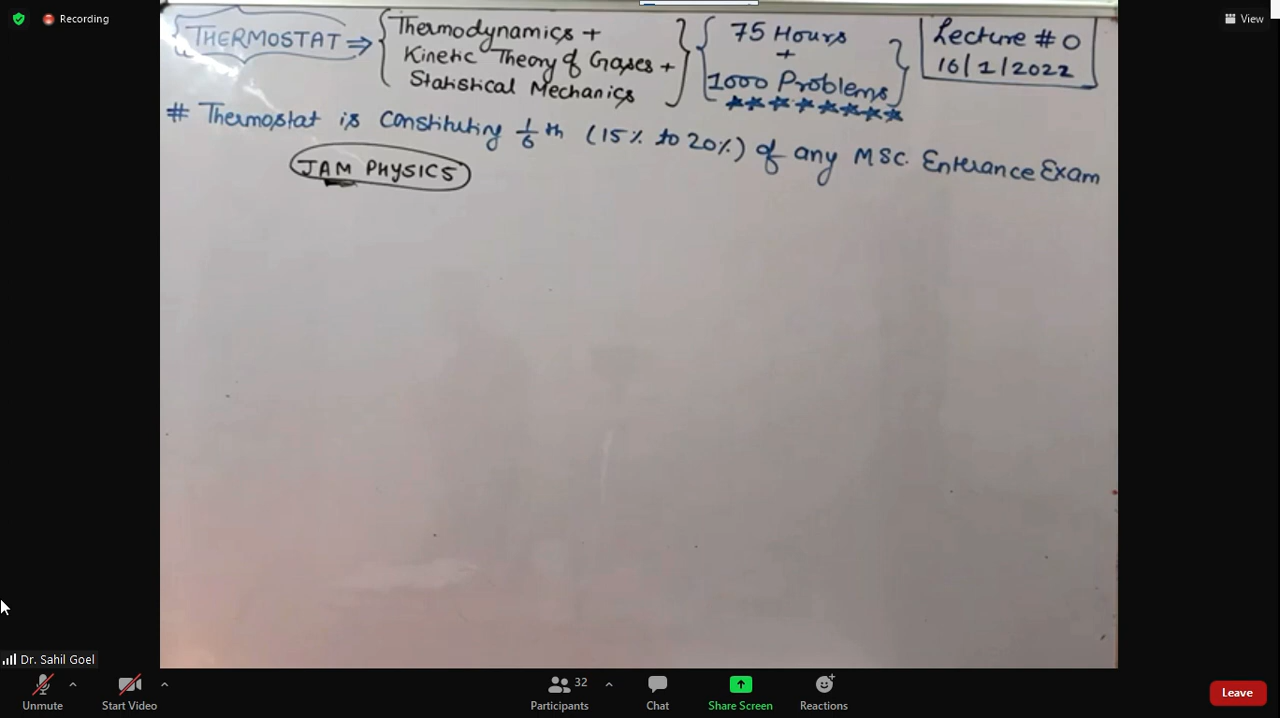 Recording
View
THERMOSTAT ⇒ { Thermodynamics + Kinetic Theory of Gases + Statistical Mechanics } { 75 Hours + 1000 Problems }
Lecture # 0
16/1/2022
# Thermostat is constituting 1/6 th (15% to 20%) of any MSC. Enterance Exam
JAM PHYSICS
Dr. Sahil Goel
Unmute
Start Video
32
Participants
Chat
Share Screen
Reactions
Leave